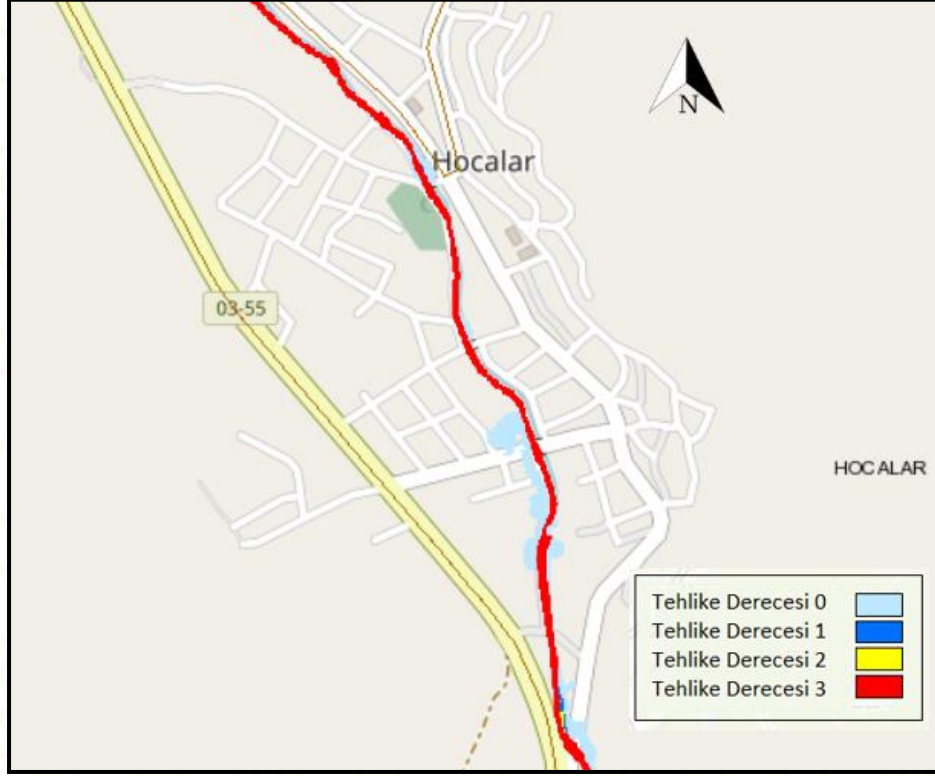 N
Hocalar
03-55
HOCALAR
Tehlike Derecesi 0
Tehlike Derecesi 1
Tehlike Derecesi 2
Tehlike Derecesi 3